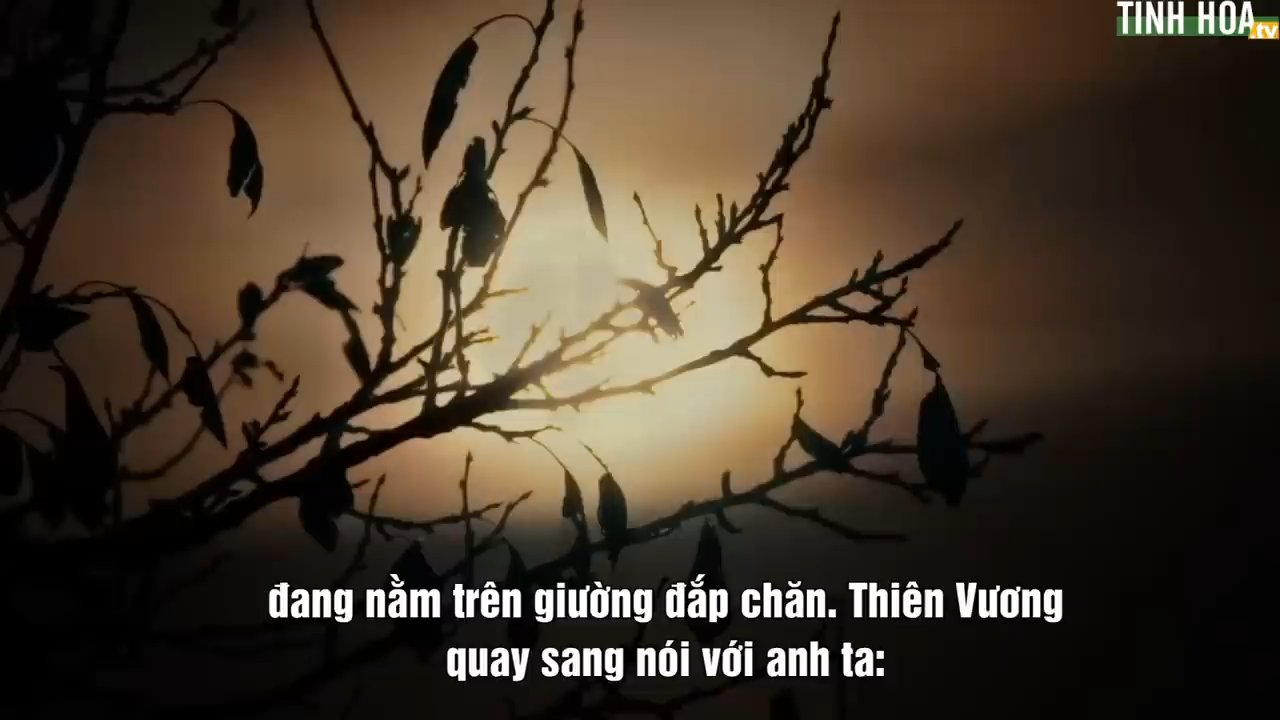 TINH HOA
.tv
đang nằm trên giường đắp chăn. Thiên Vương
quay sang nói với anh ta: